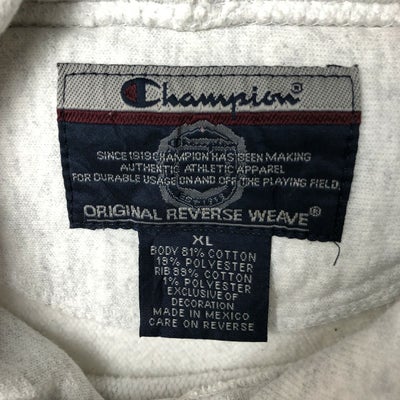 Champion®
SINCE 1919 CHAMPION HAS BEEN MAKING
AUTHENTIC ATHLETIC APPAREL
FOR DURABLE USAGE ON AND OFF THE PLAYING FIELD.
ORIGINAL REVERSE WEAVE®
XL
BODY 81% COTTON
19% POLYESTER
RIB 99% COTTON
1% POLYESTER
EXCLUSIVE OF
DECORATION
MADE IN MEXICO
CARE ON REVERSE